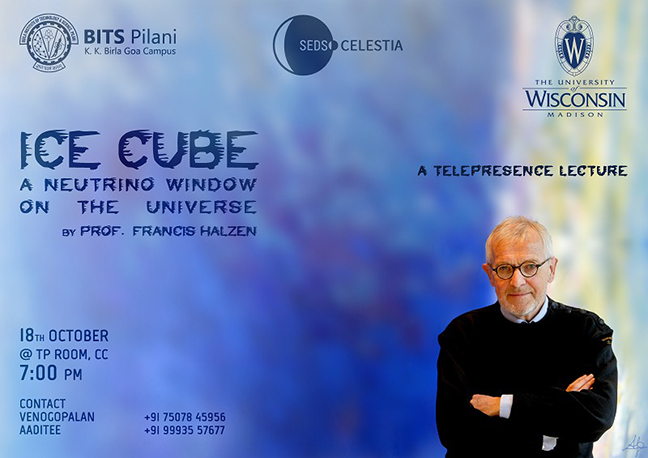 BITS Pilani
K. K. Birla Goa Campus
SEDS CELESTIA
W
THE UNIVERSITY
of
WISCONSIN
MADISON
ICE CUBE
A NEUTRINO WINDOW
ON THE UNIVERSE
BY PROF. FRANCIS HALZEN
A TELEPRESENCE LECTURE
18TH OCTOBER
@ TP ROOM, CC
7:00 PM
CONTACT
VENOGOPALAN +91 75078 45956
AADITEE +91 99935 57677